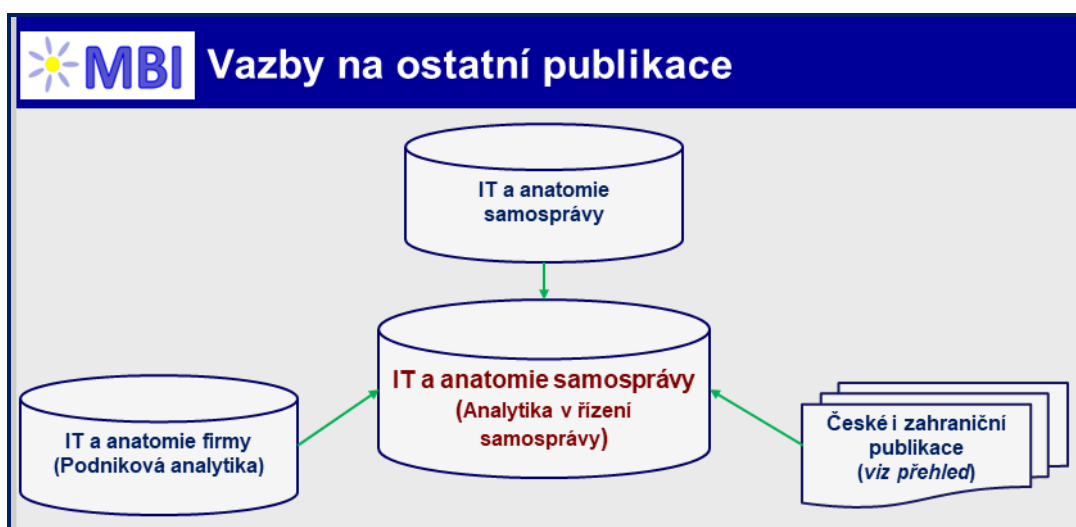 MBI Vazby na ostatní publikace
IT a anatomie
samosprávy
IT a anatomie samosprávy
(Analytika v řízení
samosprávy)
IT a anatomie firmy
(Podniková analytika)
České i zahraniční
publikace
(viz přehled)